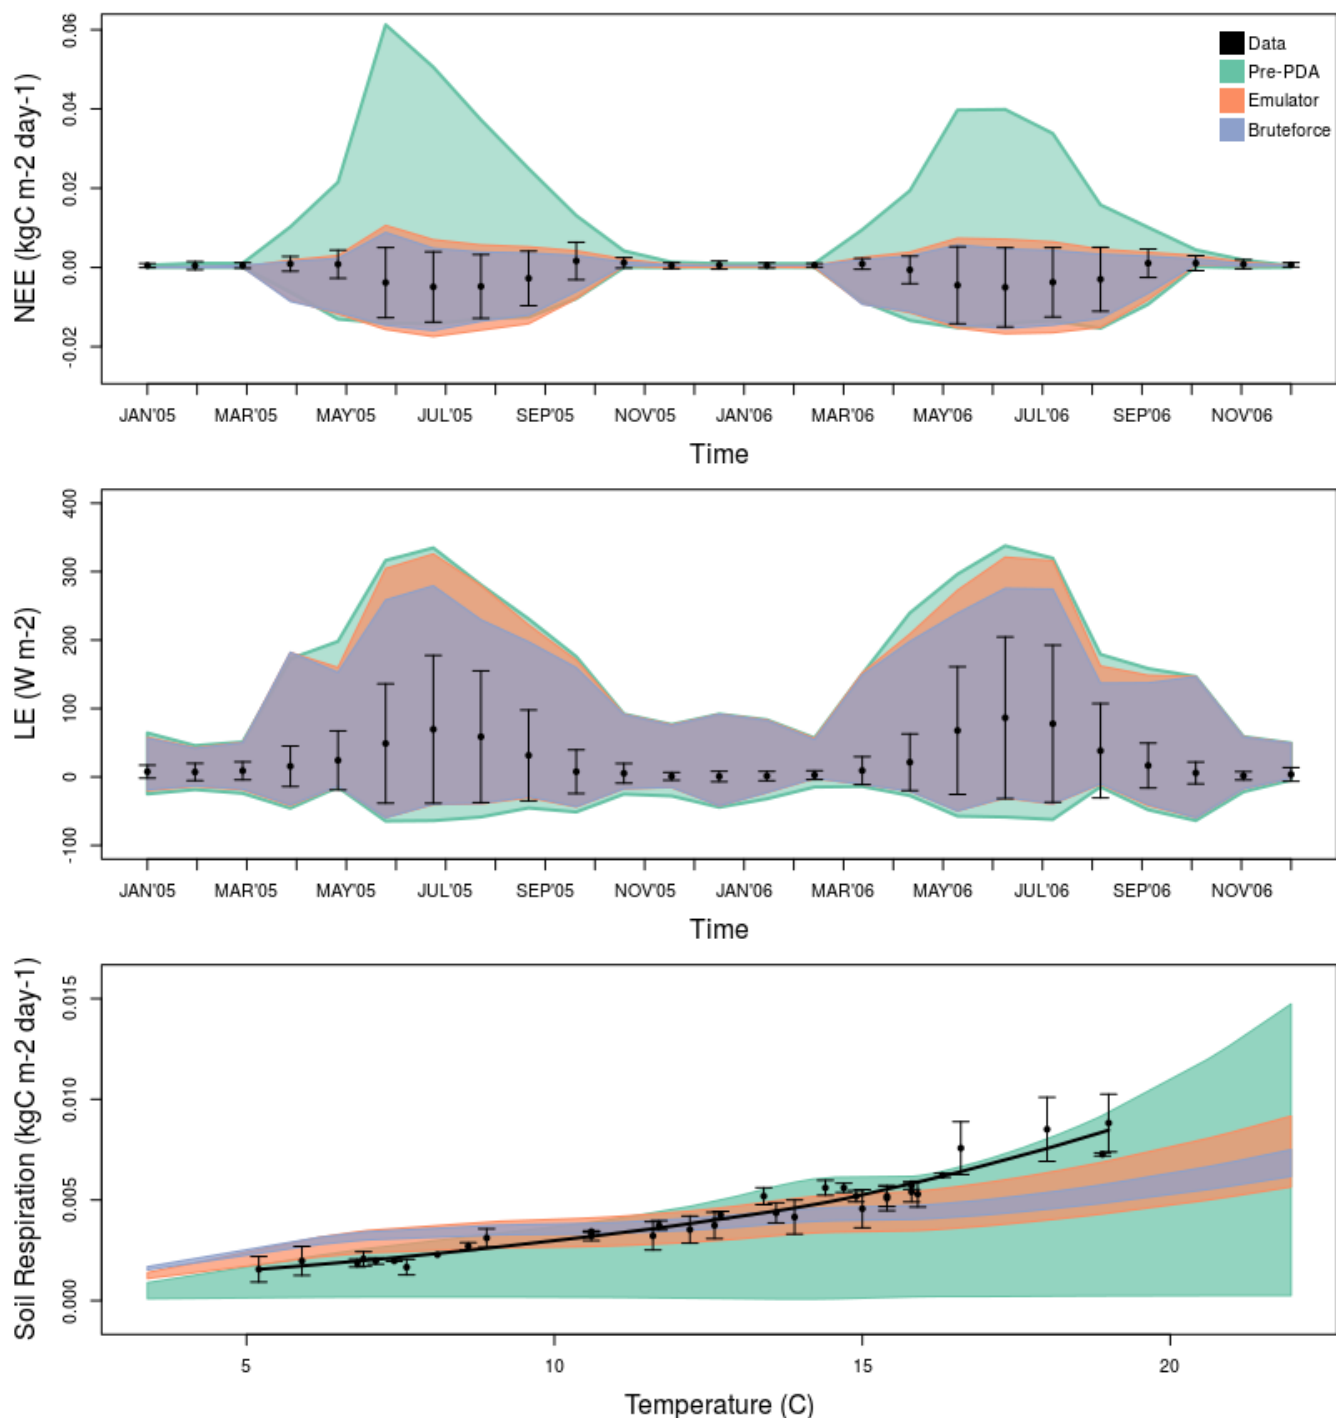 NEE (kgC m-2 day-1)
0.06
0.04
0.02
0.00
-0.02
Data
Pre-PDA
Emulator
Bruteforce
JAN'05 MAR'05 MAY'05 JUL'05 SEP'05 NOV'05 JAN'06 MAR'06 MAY'06 JUL'06 SEP'06 NOV'06
Time
LE (W m-2)
400
300
200
100
0
-100
JAN'05 MAR'05 MAY'05 JUL'05 SEP'05 NOV'05 JAN'06 MAR'06 MAY'06 JUL'06 SEP'06 NOV'06
Time
Soil Respiration (kgC m-2 day-1)
0.015
0.010
0.005
0.000
5 10 15 20
Temperature (C)